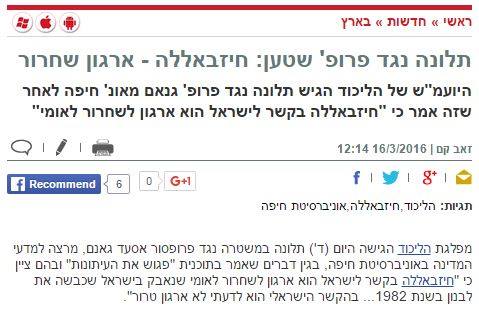 ראשי » חדשות » בארץ
תלונה נגד פרופ' שטען: חיזבאללה - ארגון שחרור
היועמ"ש של הליכוד הגיש תלונה נגד פרופ' גנאם מאונ' חיפה לאחר
שזה אמר כי "חיזבאללה בקשר לישראל הוא ארגון לשחרור לאומי"
זאב קם | 16/3/2016 12:14
Recommend 6
0 G+1
תגיות: הליכוד,חיזבאללה,אוניברסיטת חיפה
מפלגת הליכוד הגישה היום (ד') תלונה במשטרה נגד פרופסור אסעד גאנם, מרצה למדעי
המדינה באוניברסיטת חיפה, בגין דברים שאמר בתוכנית "פגוש את העיתונות" ובהם ציין
כי "חיזבאללה בקשר לישראל הוא ארגון לשחרור לאומי שנאבק בישראל שכבשה את
לבנון בשנת 1982... בהקשר הישראלי הוא לדעתי לא ארגון טרור".